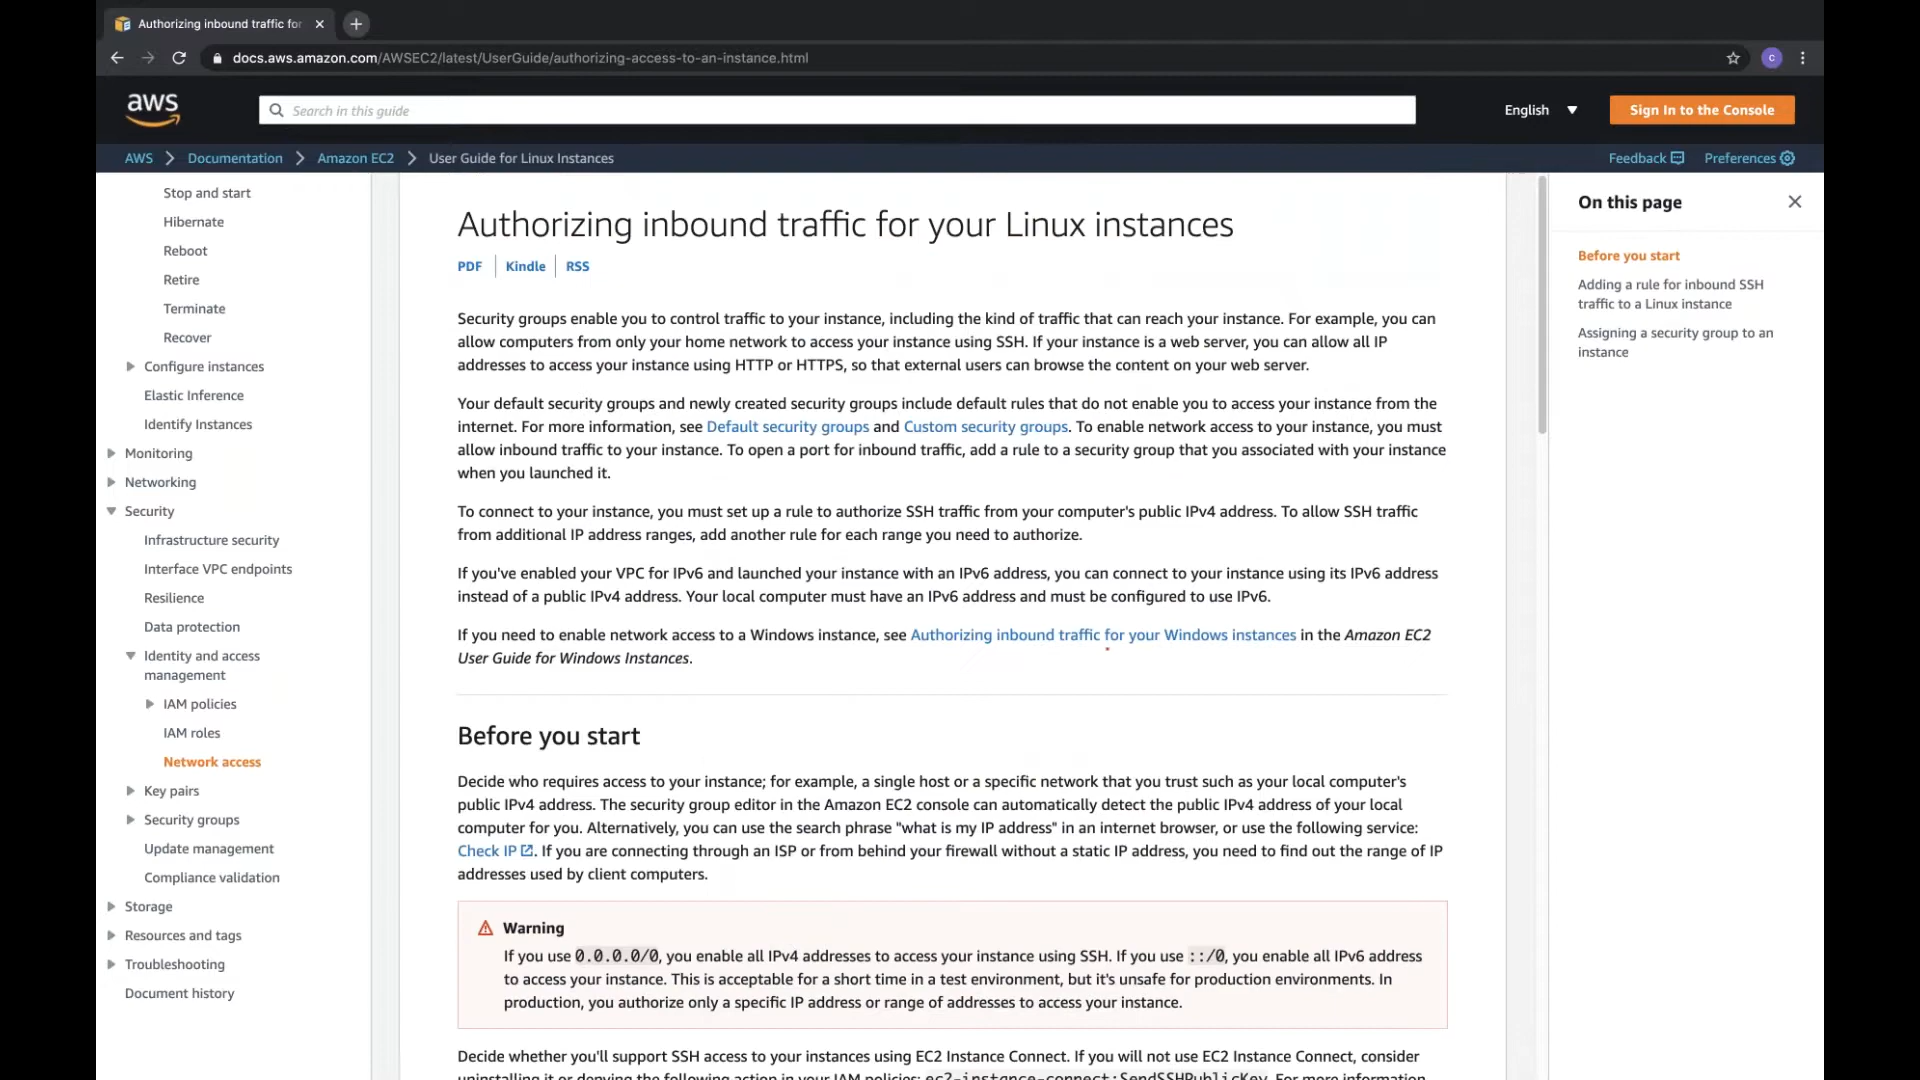 Authorizing inbound traffic for
docs.aws.amazon.com/AWSEC2/latest/UserGuide/authorizing-access-to-an-instance.html
c
aws
Search in this guide
English
Sign In to the Console
AWS
Documentation
Amazon EC2
User Guide for Linux Instances
Feedback
Preferences
Stop and start
Hibernate
Reboot
Retire
Terminate
Recover
Configure instances
Elastic Inference
Identify Instances
Monitoring
Networking
Security
Infrastructure security
Interface VPC endpoints
Resilience
Data protection
Identity and access
management
IAM policies
IAM roles
Network access
Key pairs
Security groups
Update management
Compliance validation
Storage
Resources and tags
Troubleshooting
Document history
Authorizing inbound traffic for your Linux instances
PDF
Kindle
RSS
Security groups enable you to control traffic to your instance, including the kind of traffic that can reach your instance. For example, you can
allow computers from only your home network to access your instance using SSH. If your instance is a web server, you can allow all IP
addresses to access your instance using HTTP or HTTPS, so that external users can browse the content on your web server.
Your default security groups and newly created security groups include default rules that do not enable you to access your instance from the
internet. For more information, see Default security groups and Custom security groups. To enable network access to your instance, you must
allow inbound traffic to your instance. To open a port for inbound traffic, add a rule to a security group that you associated with your instance
when you launched it.
To connect to your instance, you must set up a rule to authorize SSH traffic from your computer's public IPv4 address. To allow SSH traffic
from additional IP address ranges, add another rule for each range you need to authorize.
If you've enabled your VPC for IPv6 and launched your instance with an IPv6 address, you can connect to your instance using its IPv6 address
instead of a public IPv4 address. Your local computer must have an IPv6 address and must be configured to use IPv6.
If you need to enable network access to a Windows instance, see Authorizing inbound traffic for your Windows instances in the Amazon EC2
User Guide for Windows Instances.
Before you start
Decide who requires access to your instance; for example, a single host or a specific network that you trust such as your local computer's
public IPv4 address. The security group editor in the Amazon EC2 console can automatically detect the public IPv4 address of your local
computer for you. Alternatively, you can use the search phrase "what is my IP address" in an internet browser, or use the following service:
Check IP. If you are connecting through an ISP or from behind your firewall without a static IP address, you need to find out the range of IP
addresses used by client computers.
Warning
If you use 0.0.0.0/0, you enable all IPv4 addresses to access your instance using SSH. If you use ::/0, you enable all IPv6 address
to access your instance. This is acceptable for a short time in a test environment, but it's unsafe for production environments. In
production, you authorize only a specific IP address or range of addresses to access your instance.
Decide whether you'll support SSH access to your instances using EC2 Instance Connect. If you will not use EC2 Instance Connect, consider
uninstalling it or denying the following action in your IAM policies: ec2-instance-connect:SendSSHPublicKey. For more information
On this page
Before you start
Adding a rule for inbound SSH
traffic to a Linux instance
Assigning a security group to an
instance